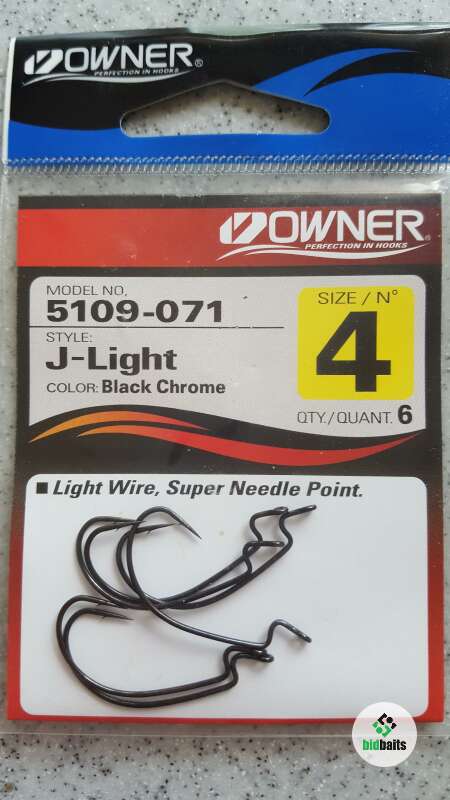 OWNER®
PERFECTION IN HOOKS
OWNER®
PERFECTION IN HOOKS
MODEL NO.
5109-071
STYLE:
J-Light
COLOR: Black Chrome
SIZE / N°
4
QTY./QUANT. 6
■ Light Wire, Super Needle Point.
bidbaits